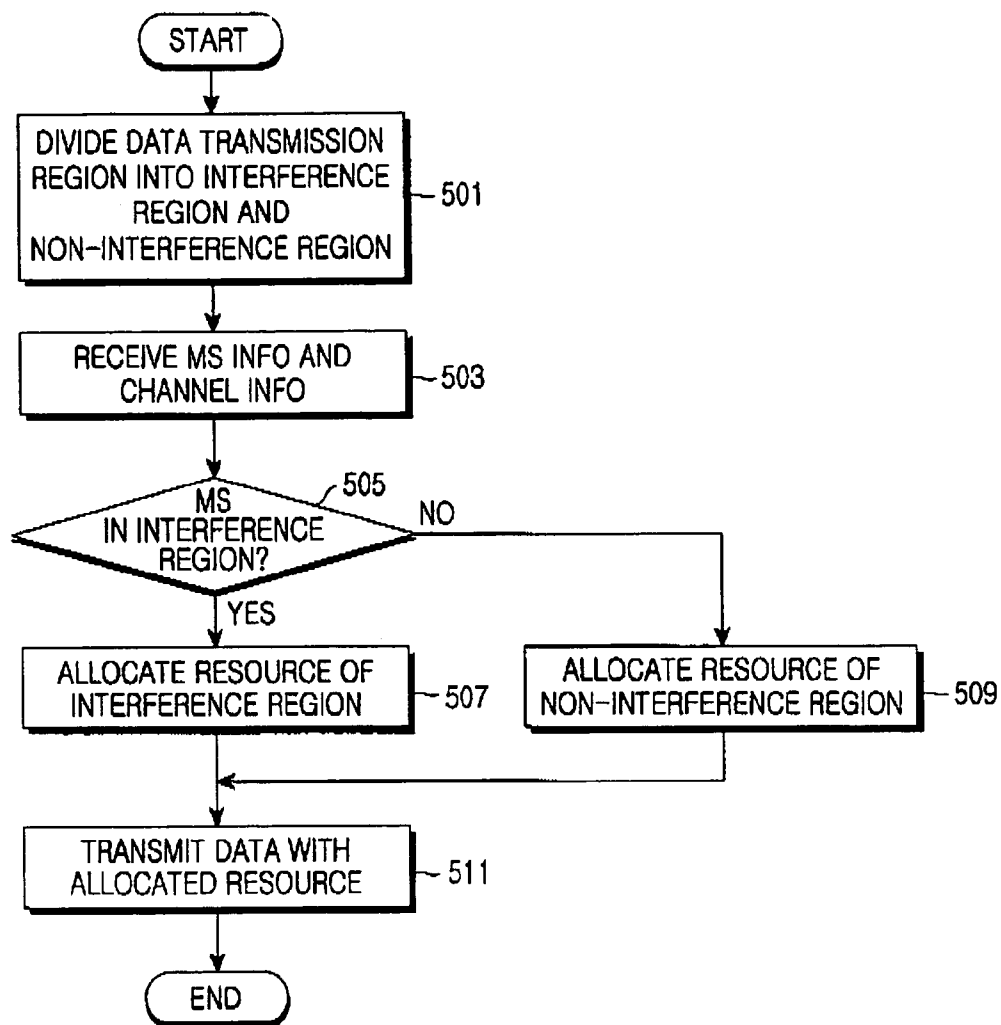 START
DIVIDE DATA TRANSMISSION
REGION INTO INTERFERENCE
REGION AND
NON-INTERFERENCE REGION
501
RECEIVE MS INFO AND
CHANNEL INFO
503
505
MS
IN INTERFERENCE
REGION?
NO
YES
ALLOCATE RESOURCE OF
INTERFERENCE REGION
507
ALLOCATE RESOURCE OF
NON-INTERFERENCE REGION
509
TRANSMIT DATA WITH
ALLOCATED RESOURCE
511
END